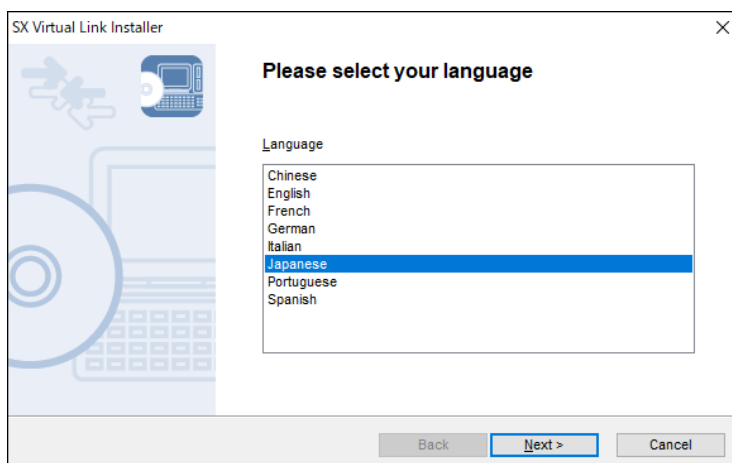 SX Virtual Link Installer
Please select your language
Language
Chinese
English
French
German
Italian
Japanese
Portuguese
Spanish
Back
Next >
Cancel